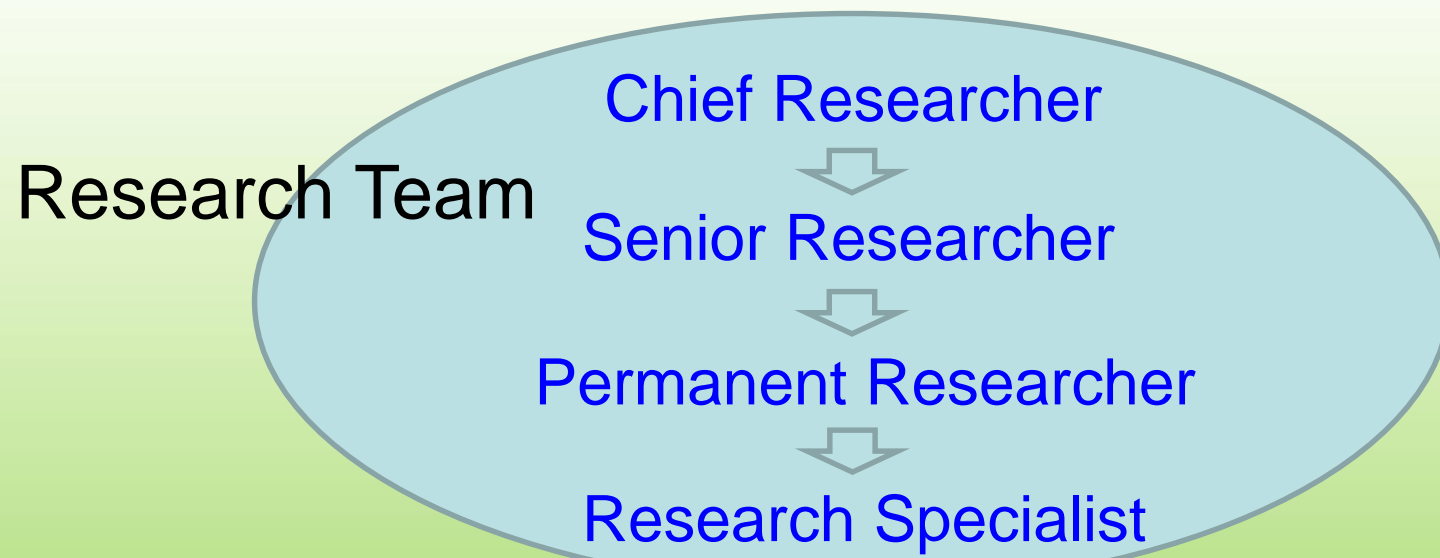 Chief Researcher
Research Team
Senior Researcher
Permanent Researcher
Research Specialist